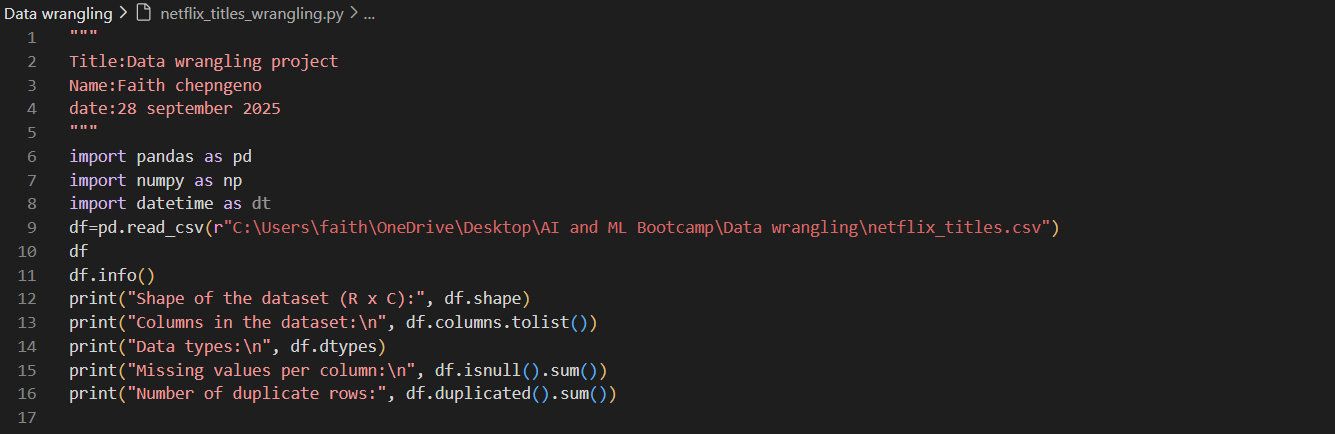 Data wrangling > netflix_titles_wrangling.py > ...
1 """
2 Title:Data wrangling project
3 Name:Faith chepngeno
4 date:28 september 2025
5 """
6 import pandas as pd
7 import numpy as np
8 import datetime as dt
9 df=pd.read_csv(r"C:\Users\faith\OneDrive\Desktop\AI and ML Bootcamp\Data wrangling\netflix_titles.csv")
10 df
11 df.info()
12 print("Shape of the dataset (R x C):", df.shape)
13 print("Columns in the dataset:\n", df.columns.tolist())
14 print("Data types:\n", df.dtypes)
15 print("Missing values per column:\n", df.isnull().sum())
16 print("Number of duplicate rows:", df.duplicated().sum())
17